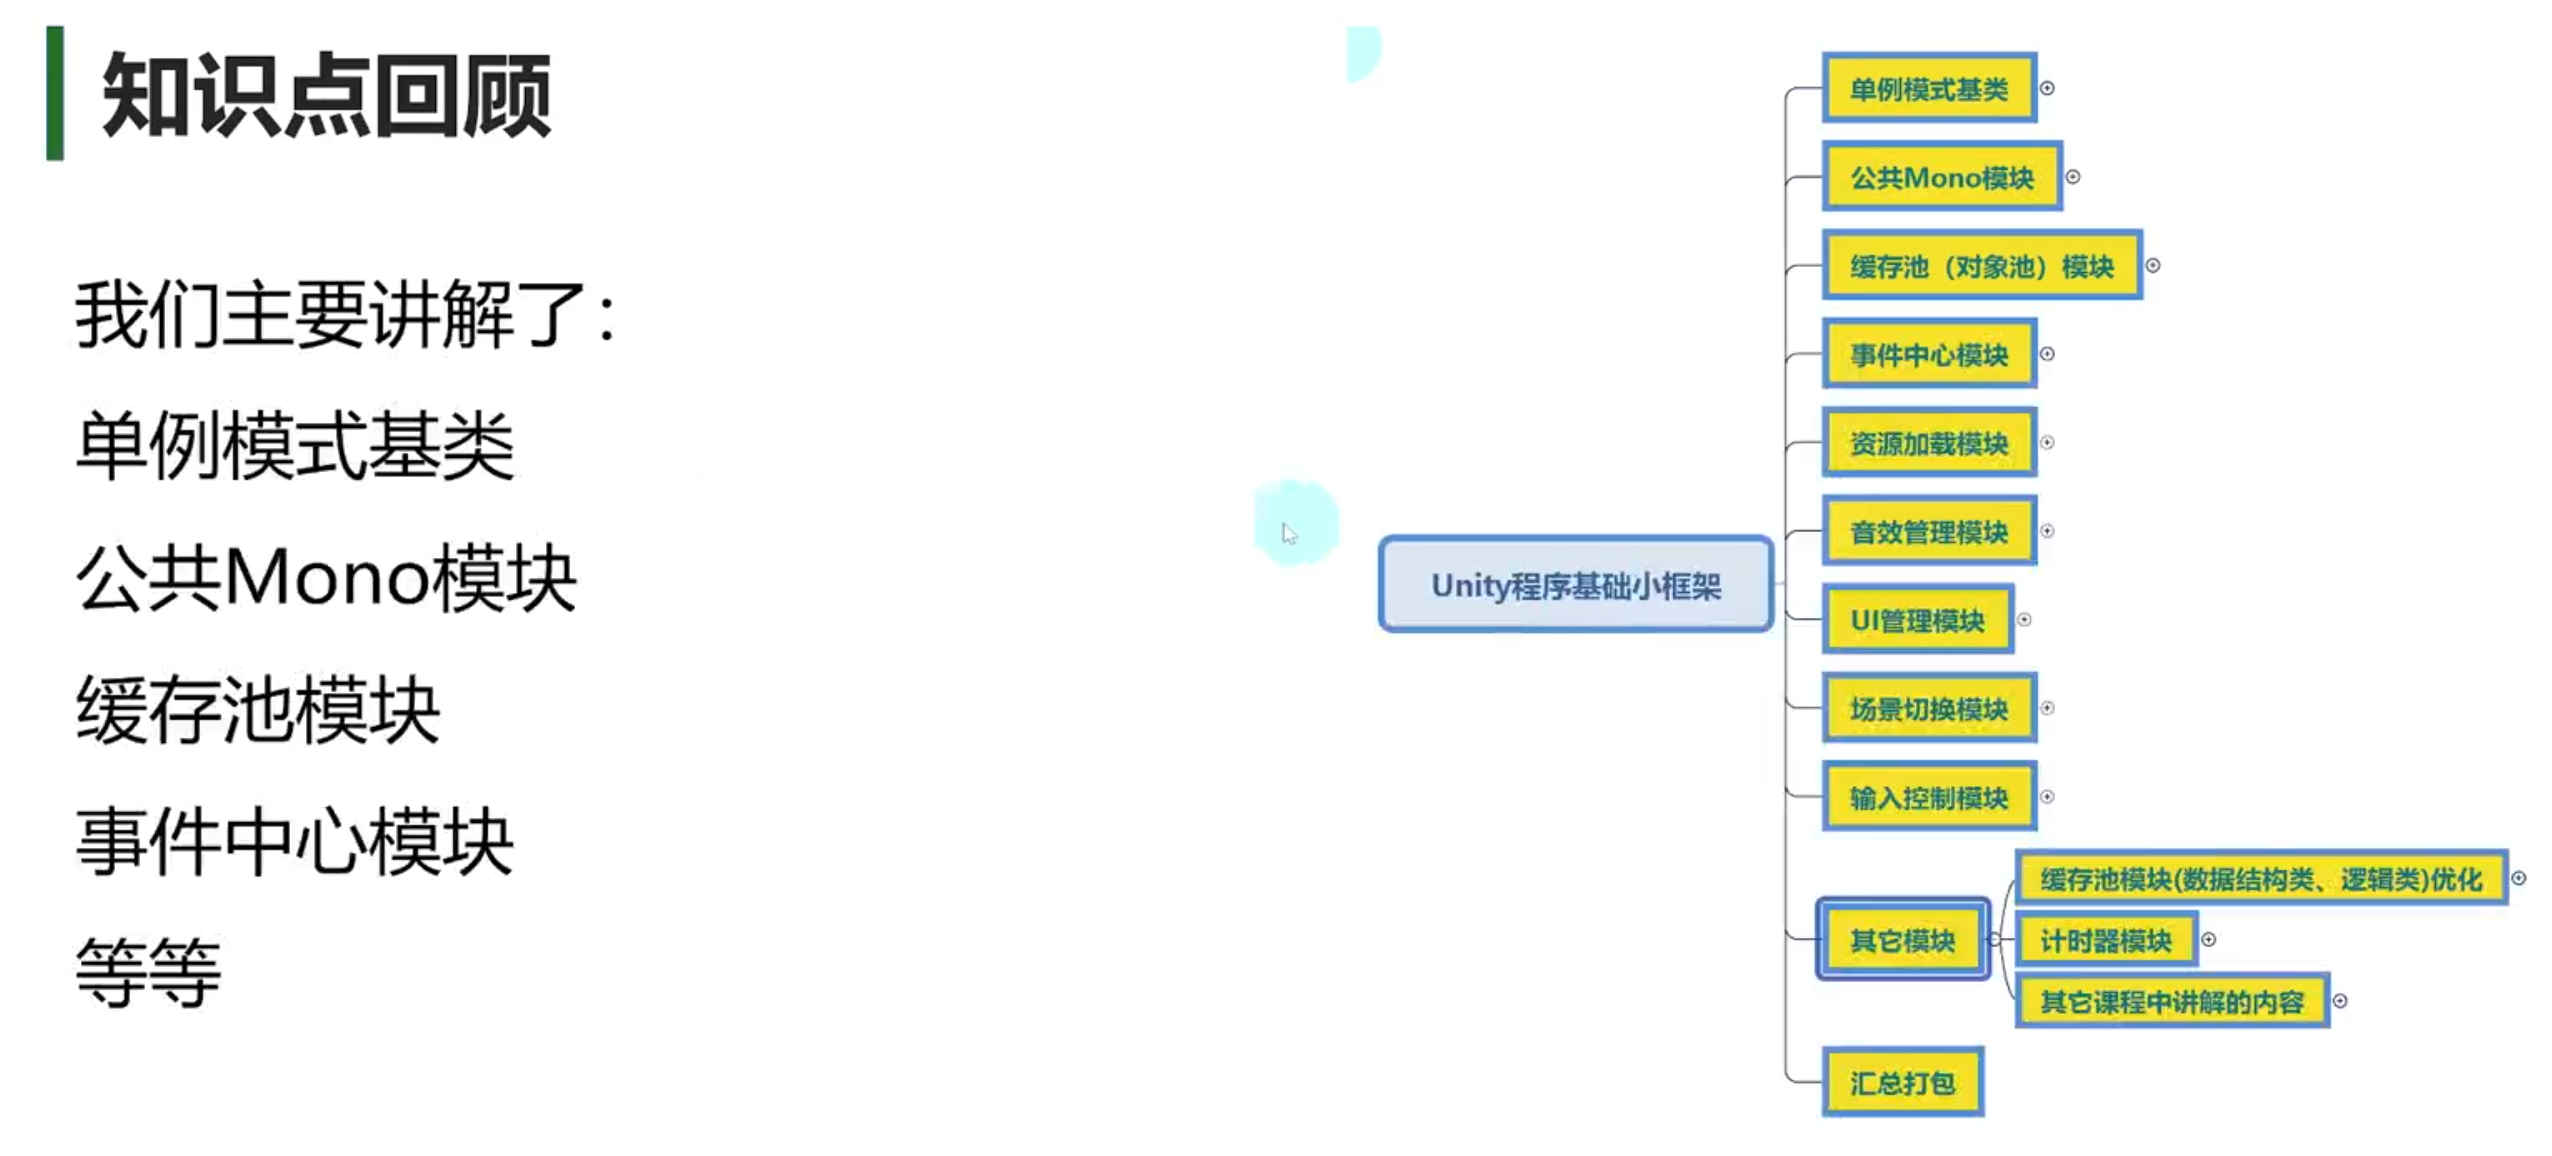 知识点回顾
我们主要讲解了：
单例模式基类
公共Mono模块
缓存池模块
事件中心模块
等等
Unity程序基础小框架
单例模式基类
公共Mono模块
缓存池（对象池）模块
事件中心模块
资源加载模块
音效管理模块
UI管理模块
场景切换模块
输入控制模块
其它模块
缓存池模块(数据结构类、逻辑类)优化
计时器模块
其它课程中讲解的内容
汇总打包